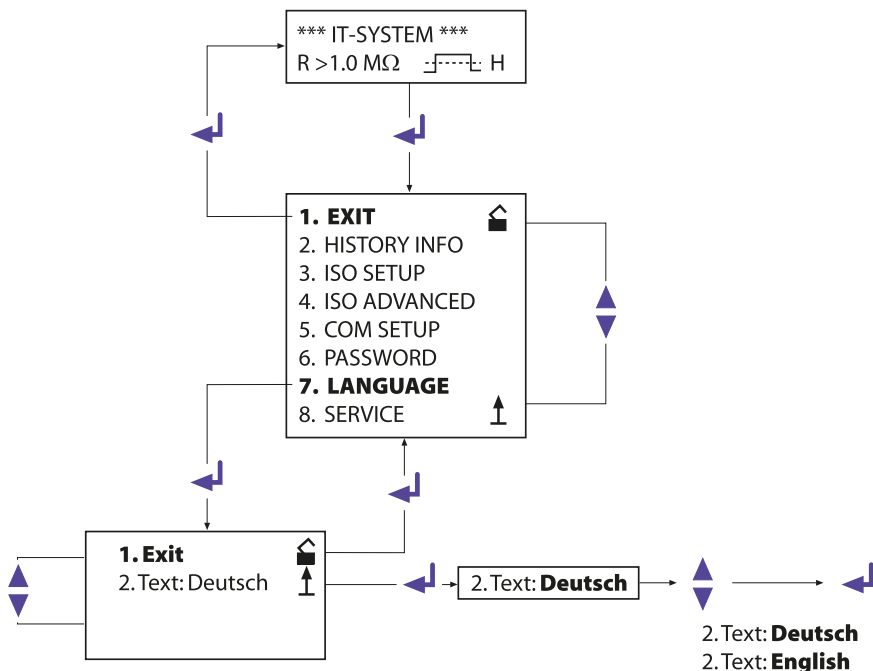 *** IT-SYSTEM ***
R >1.0 MΩ H
1. EXIT
2. HISTORY INFO
3. ISO SETUP
4. ISO ADVANCED
5. COM SETUP
6. PASSWORD
7. LANGUAGE
8. SERVICE
1. Exit
2. Text: Deutsch
2. Text: Deutsch
2. Text: Deutsch
2. Text: English